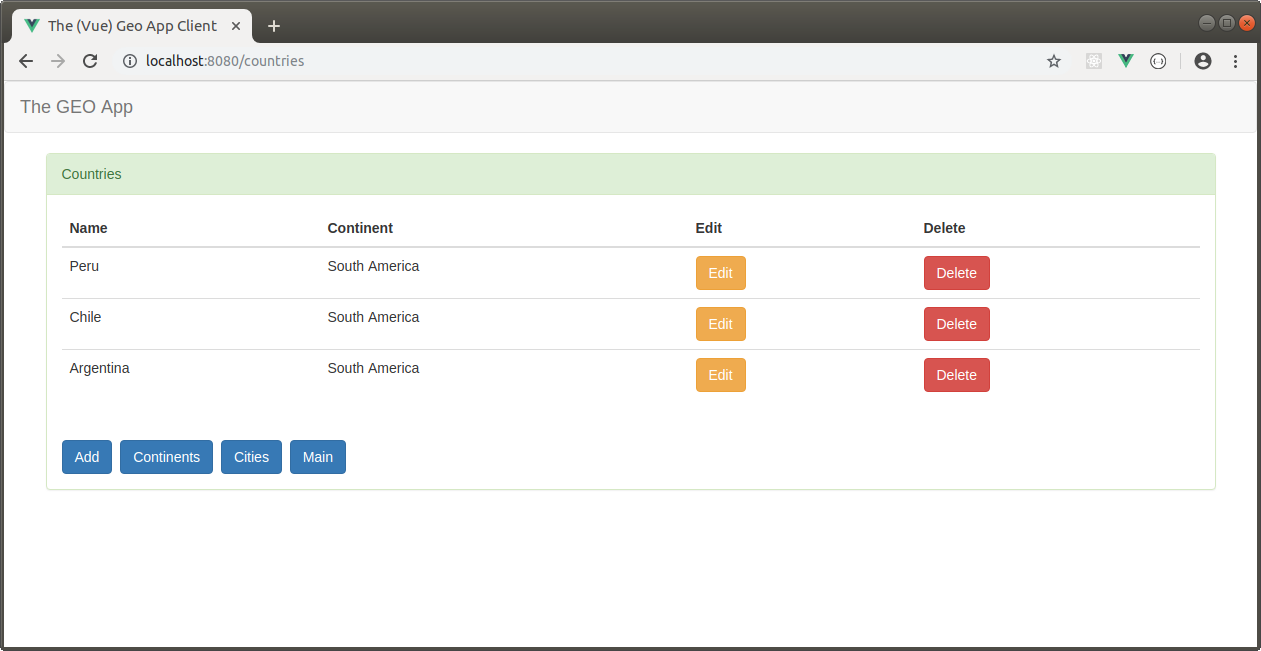 The (Vue) Geo App Client
localhost:8080/countries
The GEO App
Countries
Name Continent Edit Delete
Peru South America Edit Delete
Chile South America Edit Delete
Argentina South America Edit Delete
Add Continents Cities Main